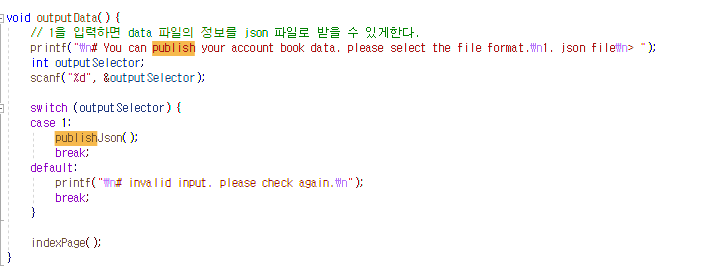 void outputData() {
// 1을 입력하면 data 파일의 정보를 json 파일로 받을 수 있게한다.
printf("₩n# You can publish your account book data. please select the file format.₩n1. json file₩n> ");
int outputSelector;
scanf("%d", &outputSelector);
switch (outputSelector) {
case 1:
publishJson();
break;
default:
printf("₩n# invalid input. please check again.₩n");
break;
}
indexPage();
}